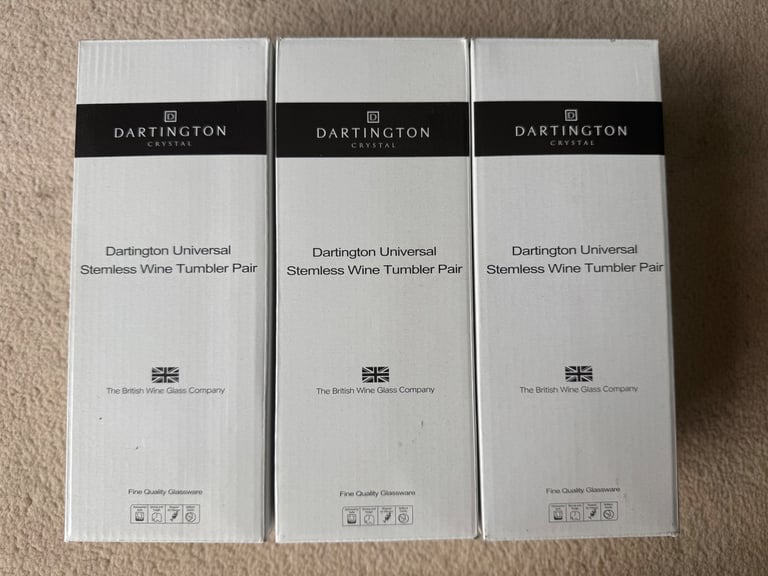 D
DARTINGTON
CRYSTAL
Dartington Universal
Stemless Wine Tumbler Pair
The British Wine Glass Company
Fine Quality Glassware
D
DARTINGTON
CRYSTAL
Dartington Universal
Stemless Wine Tumbler Pair
The British Wine Glass Company
Fine Quality Glassware
D
DARTINGTON
CRYSTAL
Dartington Universal
Stemless Wine Tumbler Pair
The British Wine Glass Company
Fine Quality Glassware